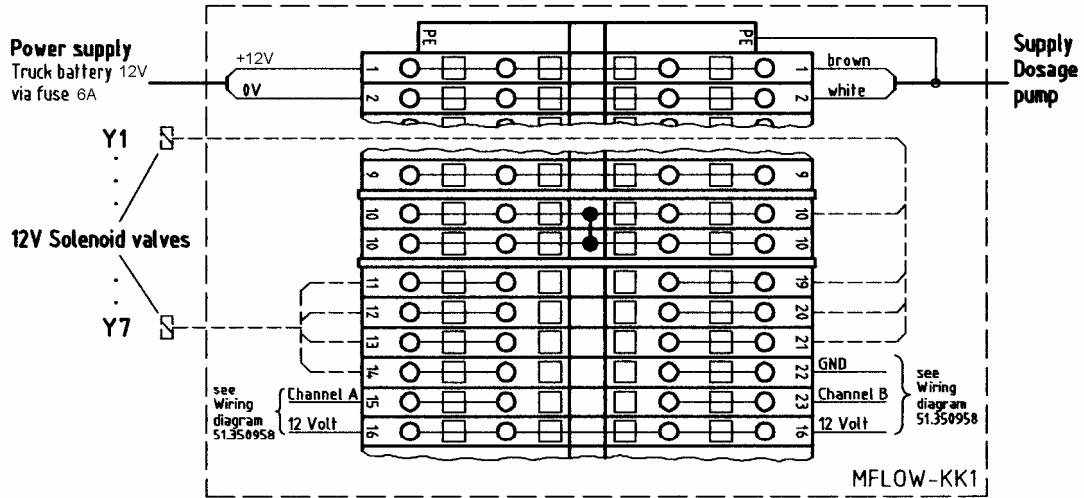 PE
PE
Power supply
Truck battery 12V
via fuse 6A
+12V
0V
1
2
1
2
brown
white
Supply
Dosage
pump
Y1
9
9
10
10
10
10
12V Solenoid valves
11
19
12
20
Y7
13
21
14
22
GND
see
Wiring
diagram
51.350958
Channel A
15
23
Channel B
12 Volt
16
16
12 Volt
see
Wiring
diagram
51.350958
MFLOW-KK1